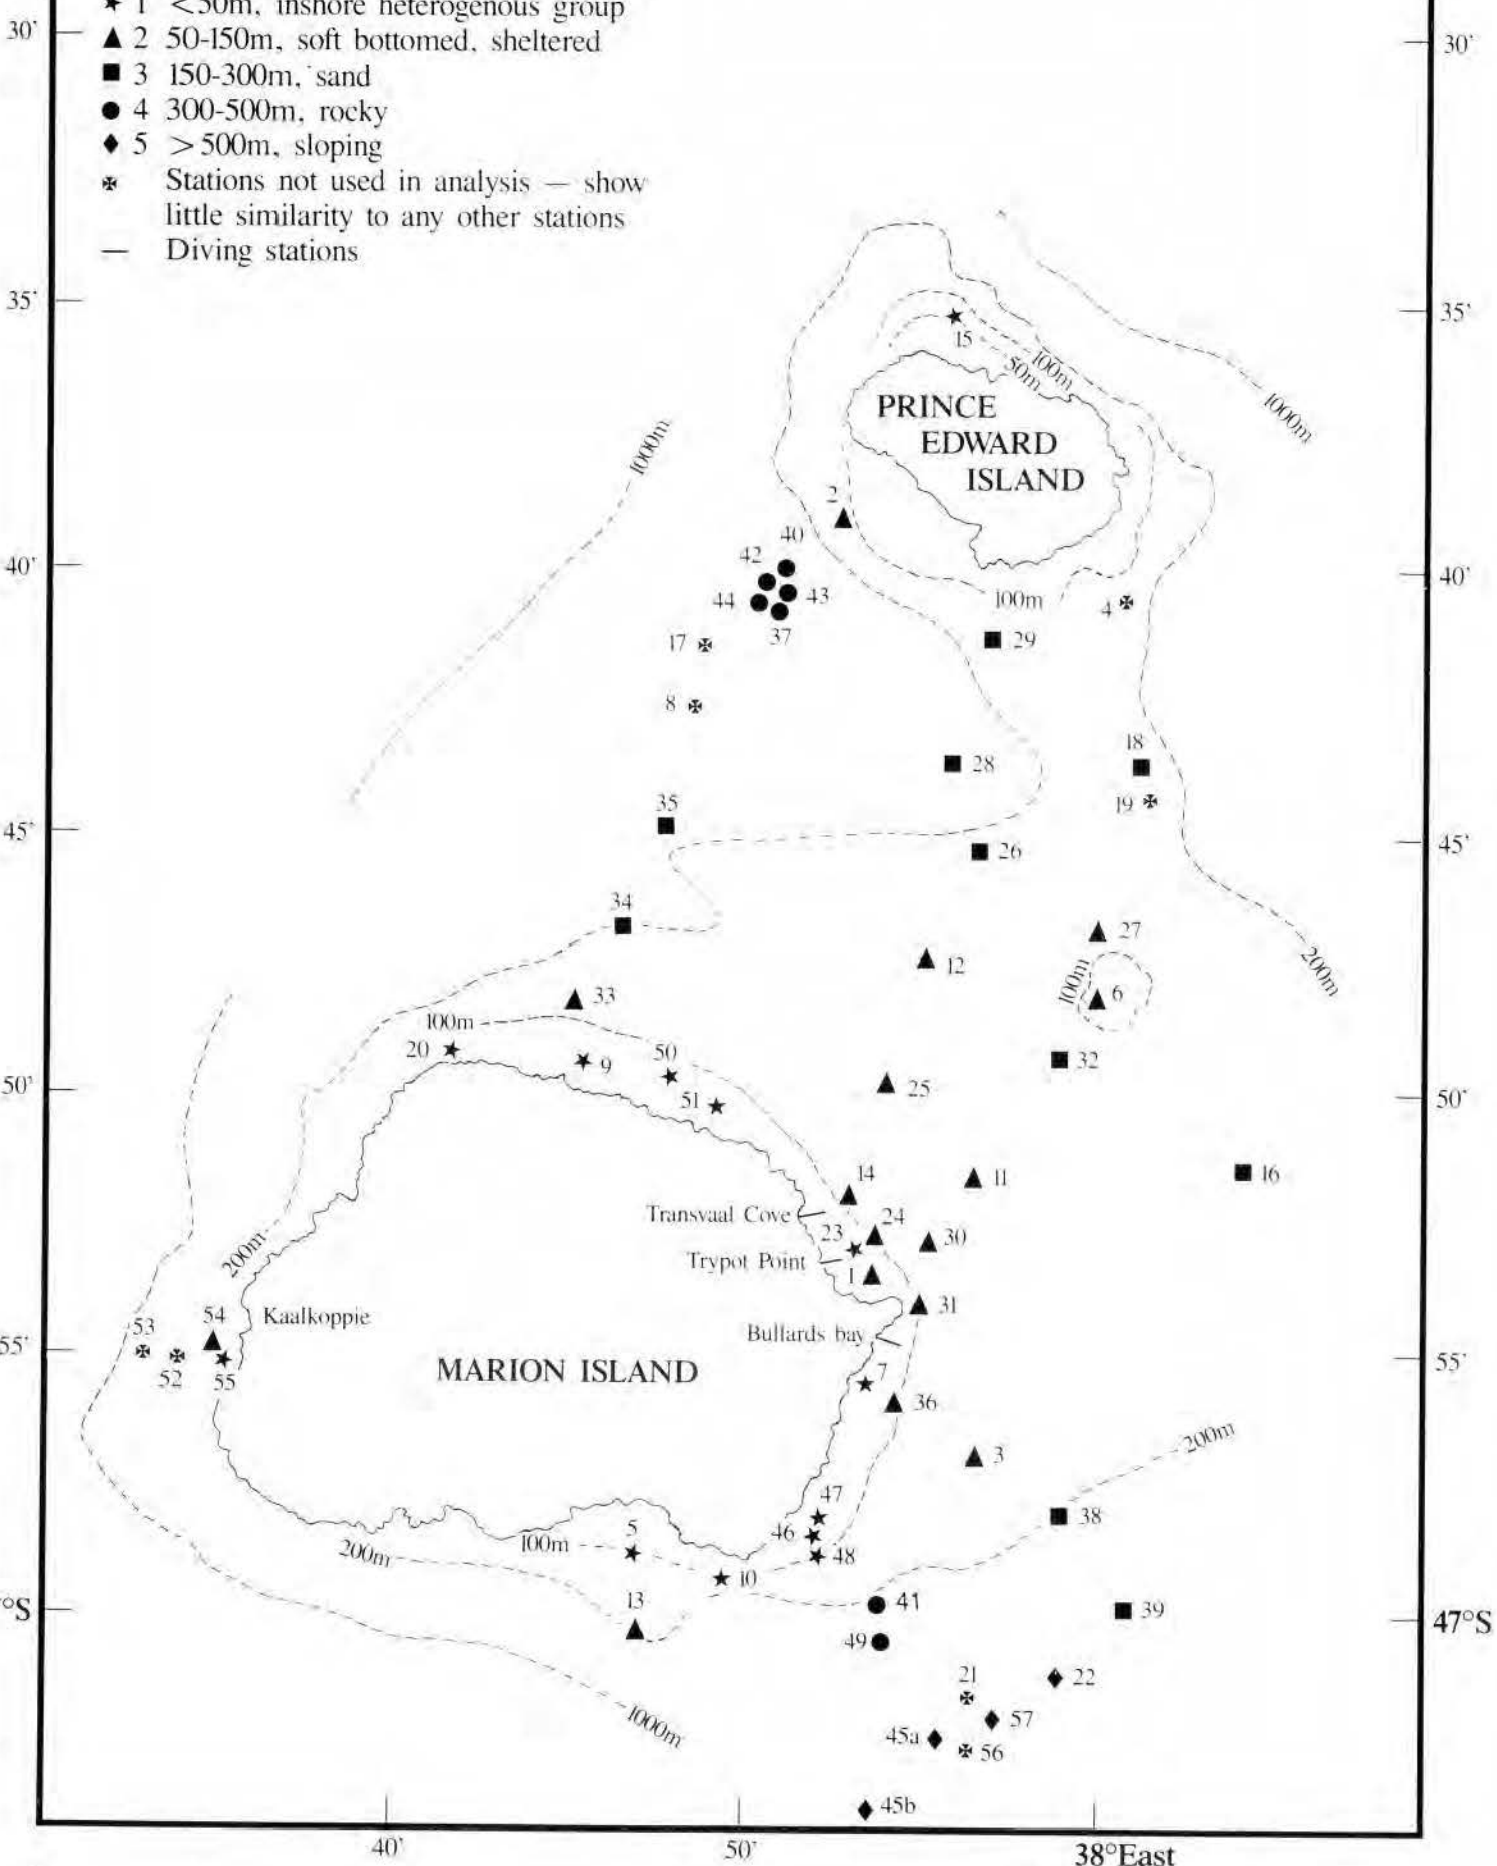 ★ 1 <50m, inshore heterogenous group
▲ 2 50-150m, soft bottomed, sheltered
■ 3 150-300m, sand
● 4 300-500m, rocky
♦ 5 >500m, sloping
✠ Stations not used in analysis — show
little similarity to any other stations
— Diving stations
30'
30'
35'
35'
15
100m
50m
1000m
PRINCE
EDWARD
ISLAND
1000m
2
40
42
40'
40'
44
43
37
100m
4
17
29
8
18
28
19
35
45'
45'
26
34
27
12
200m
100m
6
33
100m
20
50
9
32
51
25
50'
50'
14
11
16
Transvaal Cove
24
23
30
200m
Trypot Point
1
31
54
Kaalkoppie
53
Bullards bay
55'
55'
52
55
MARION ISLAND
7
36
3
200m
47
38
5
46
100m
200m
48
10
13
41
39
°S
47°S
49
21
22
57
1000m
45a
56
45b
40'
50'
38°East